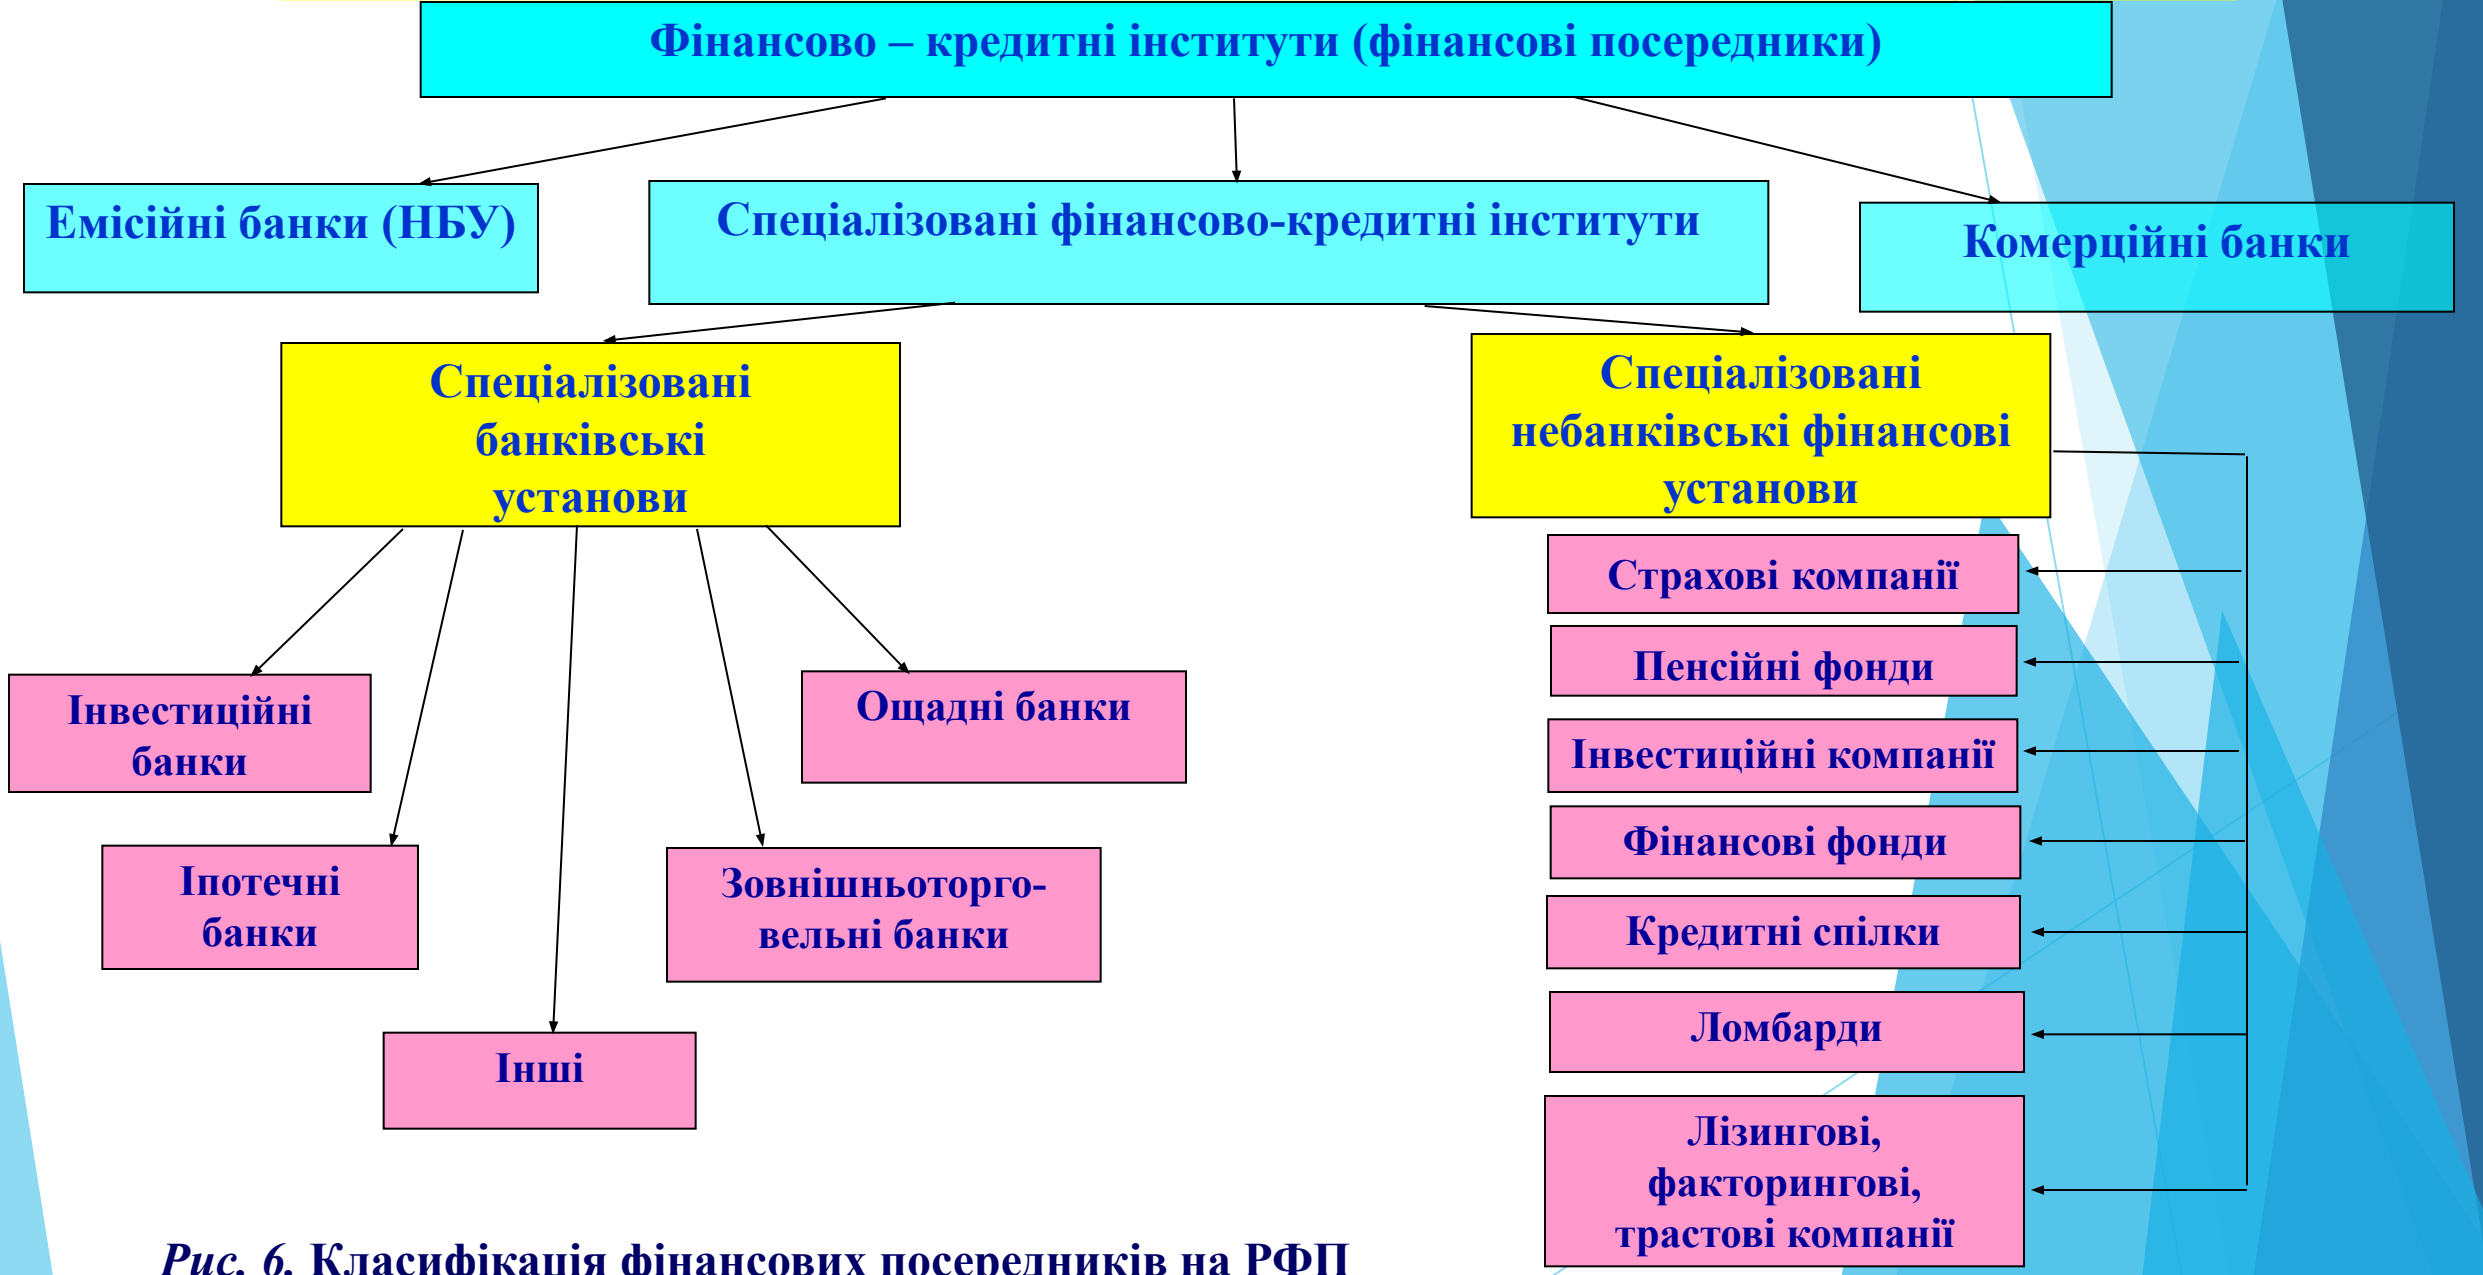 Фінансово – кредитні інститути (фінансові посередники)
Емісійні банки (НБУ)
Спеціалізовані фінансово-кредитні інститути
Комерційні банки
Спеціалізовані
банківські
установи
Спеціалізовані
небанківські фінансові
установи
Інвестиційні
банки
Іпотечні
банки
Інші
Зовнішньоторго-
вельні банки
Ощадні банки
Страхові компанії
Пенсійні фонди
Інвестиційні компанії
Фінансові фонди
Кредитні спілки
Ломбарди
Лізингові,
факторингові,
трастові компанії
Рис. 6. Класифікація фінансових посередників на РФП